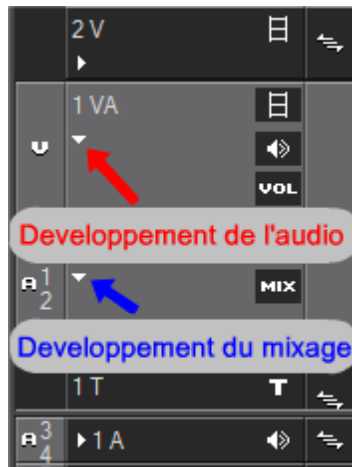 2 V
1 VA
U
VOL
Developpement de l'audio
A 1
2
MIX
Developpement du mixage
1 T
T
A 3
4
1 A